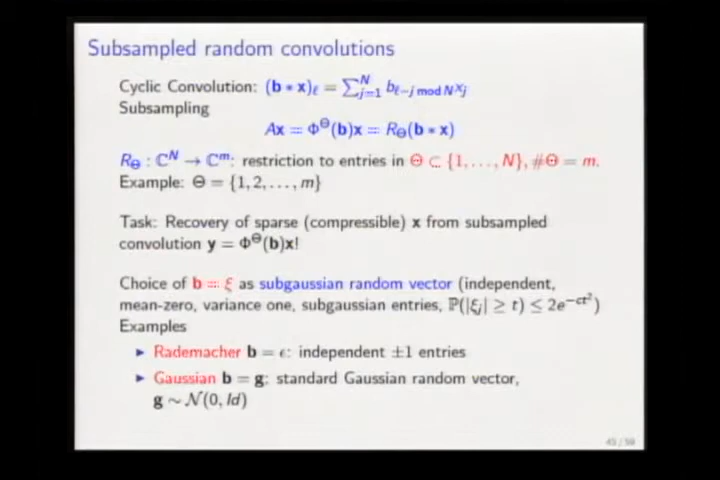 Subsampled random convolutions
Cyclic Convolution: (b * x)_ℓ = ∑_{j=1}^N b_{ℓ−j mod N} x_j
Subsampling
Ax = Φ^Θ(b)x = R_Θ(b * x)
R_Θ : ℂ^N → ℂ^m: restriction to entries in Θ ⊂ {1, . . . , N}, #Θ = m.
Example: Θ = {1, 2, . . . , m}
Task: Recovery of sparse (compressible) x from subsampled
convolution y = Φ^Θ(b)x!
Choice of b = ξ as subgaussian random vector (independent,
mean-zero, variance one, subgaussian entries, ℙ(|ξ_j| ≥ t) ≤ 2e^{−ct²})
Examples
► Rademacher b = ϵ: independent ±1 entries
► Gaussian b = g: standard Gaussian random vector,
g ∼ 𝒩(0, Id)